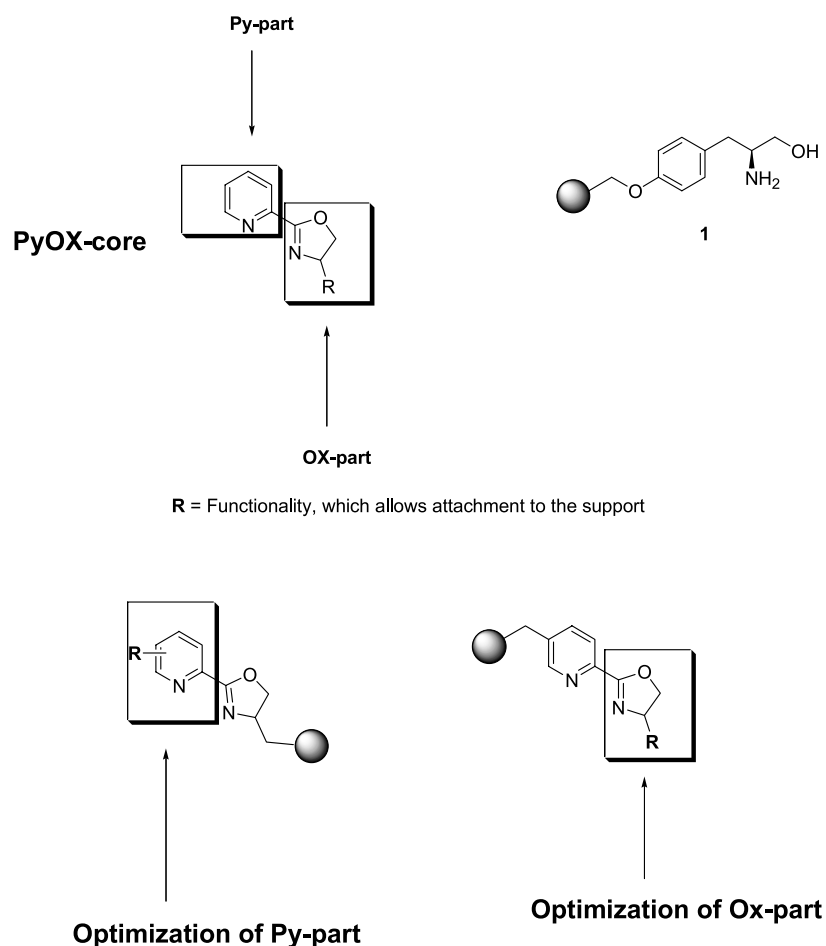 Py-part
PyOX-core
N
O
N
R
O
NH2
OH
1
OX-part
R = Functionality, which allows attachment to the support
R
N
O
N
N
O
N
R
Optimization of Py-part
Optimization of Ox-part